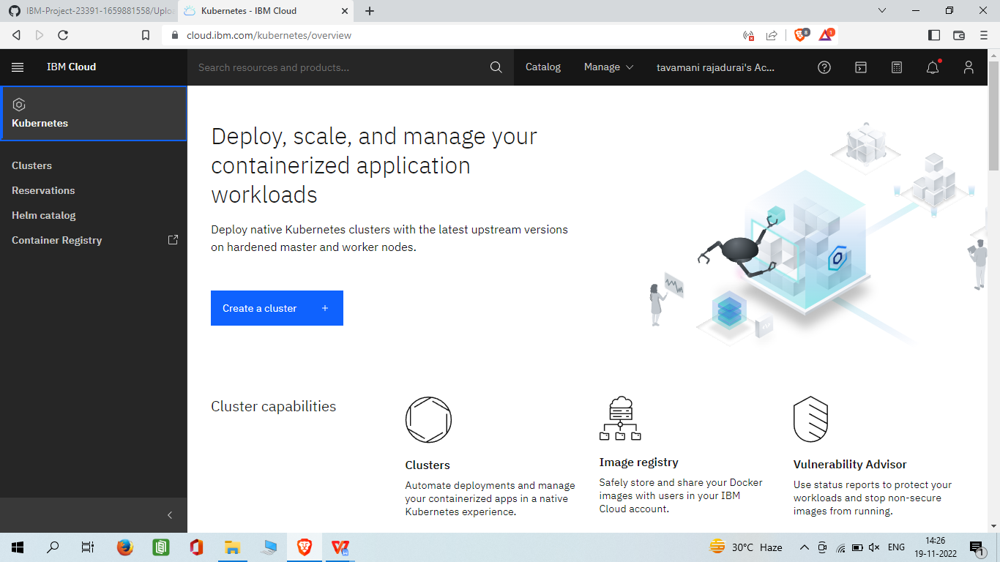 IBM-Project-23391-1659881558/Uplo
Kubernetes - IBM Cloud
cloud.ibm.com/kubernetes/overview
8
1
IBM Cloud
Search resources and products...
Catalog
Manage
tavamani rajadurai's Ac...
Kubernetes
Clusters
Reservations
Helm catalog
Container Registry
Deploy, scale, and manage your
containerized application
workloads
Deploy native Kubernetes clusters with the latest upstream versions
on hardened master and worker nodes.
Create a cluster +
Cluster capabilities
Clusters
Automate deployments and manage
your containerized apps in a native
Kubernetes experience.
Image registry
Safely store and share your Docker
images with users in your IBM
Cloud account.
Vulnerability Advisor
Use status reports to protect your
workloads and stop non-secure
images from running.
30°C Haze
ENG
14:26
19-11-2022
1